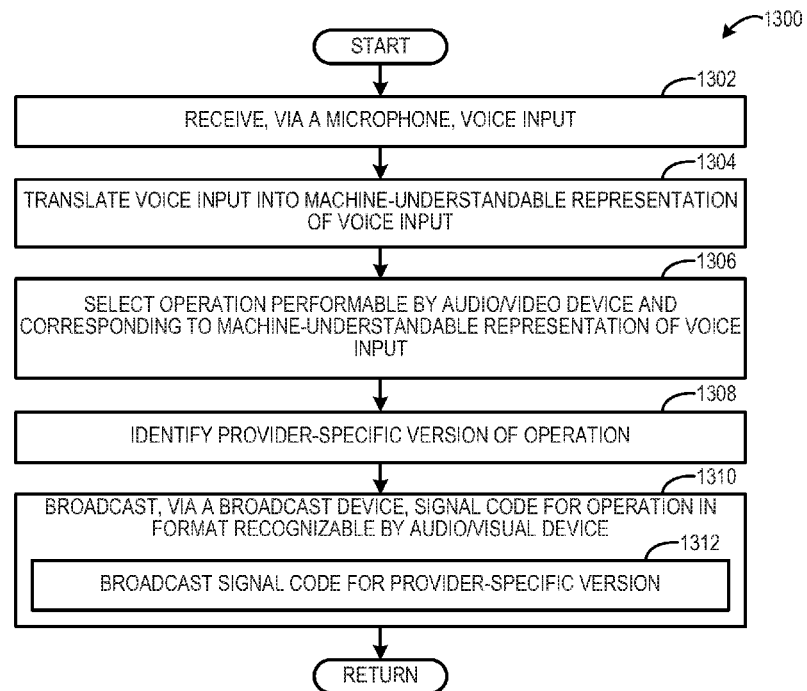 1300
START
1302
RECEIVE, VIA A MICROPHONE, VOICE INPUT
1304
TRANSLATE VOICE INPUT INTO MACHINE-UNDERSTANDABLE REPRESENTATION
OF VOICE INPUT
1306
SELECT OPERATION PERFORMABLE BY AUDIO/VIDEO DEVICE AND
CORRESPONDING TO MACHINE-UNDERSTANDABLE REPRESENTATION OF VOICE
INPUT
1308
IDENTIFY PROVIDER-SPECIFIC VERSION OF OPERATION
1310
BROADCAST, VIA A BROADCAST DEVICE, SIGNAL CODE FOR OPERATION IN
FORMAT RECOGNIZABLE BY AUDIO/VISUAL DEVICE
1312
BROADCAST SIGNAL CODE FOR PROVIDER-SPECIFIC VERSION
RETURN